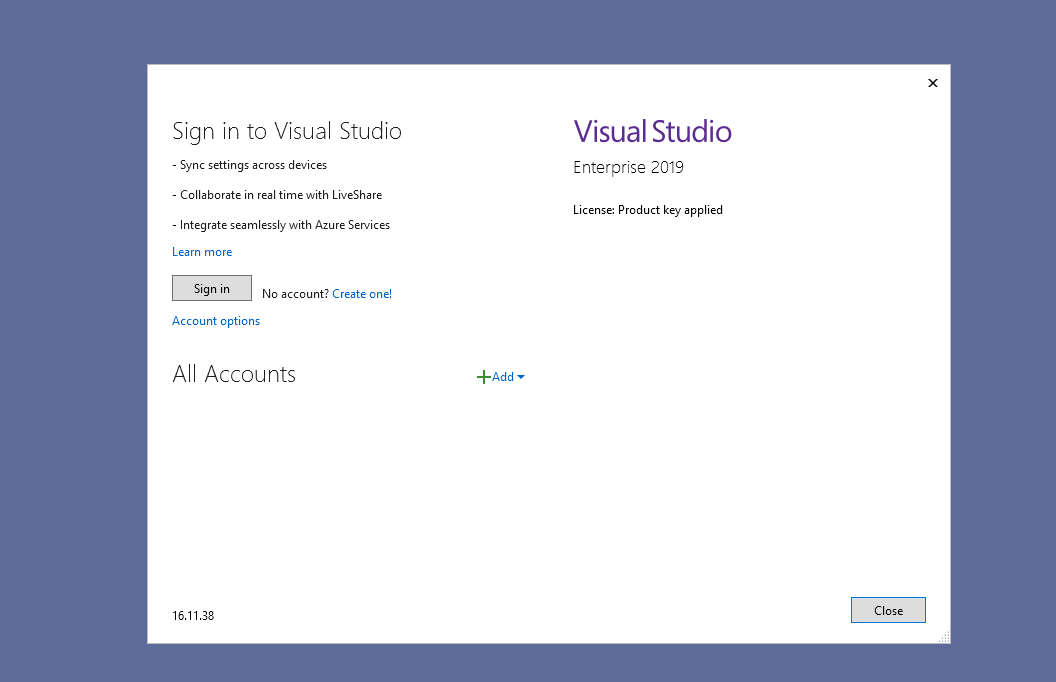 Sign in to Visual Studio
- Sync settings across devices
- Collaborate in real time with LiveShare
- Integrate seamlessly with Azure Services
Learn more
Sign in
No account? Create one!
Account options
All Accounts
Add
16.11.38
Visual Studio
Enterprise 2019
License: Product key applied
Close